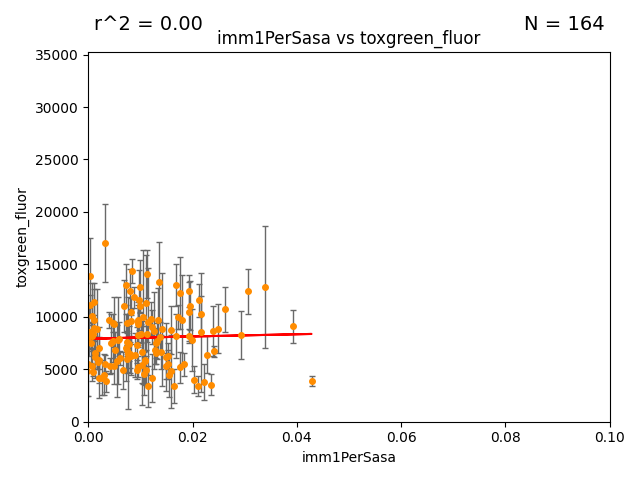 r^2 = 0.00
N = 164
imm1PerSasa vs toxgreen_fluor
35000
30000
25000
20000
15000
10000
5000
0
toxgreen_fluor
0.00 0.02 0.04 0.06 0.08 0.10
imm1PerSasa